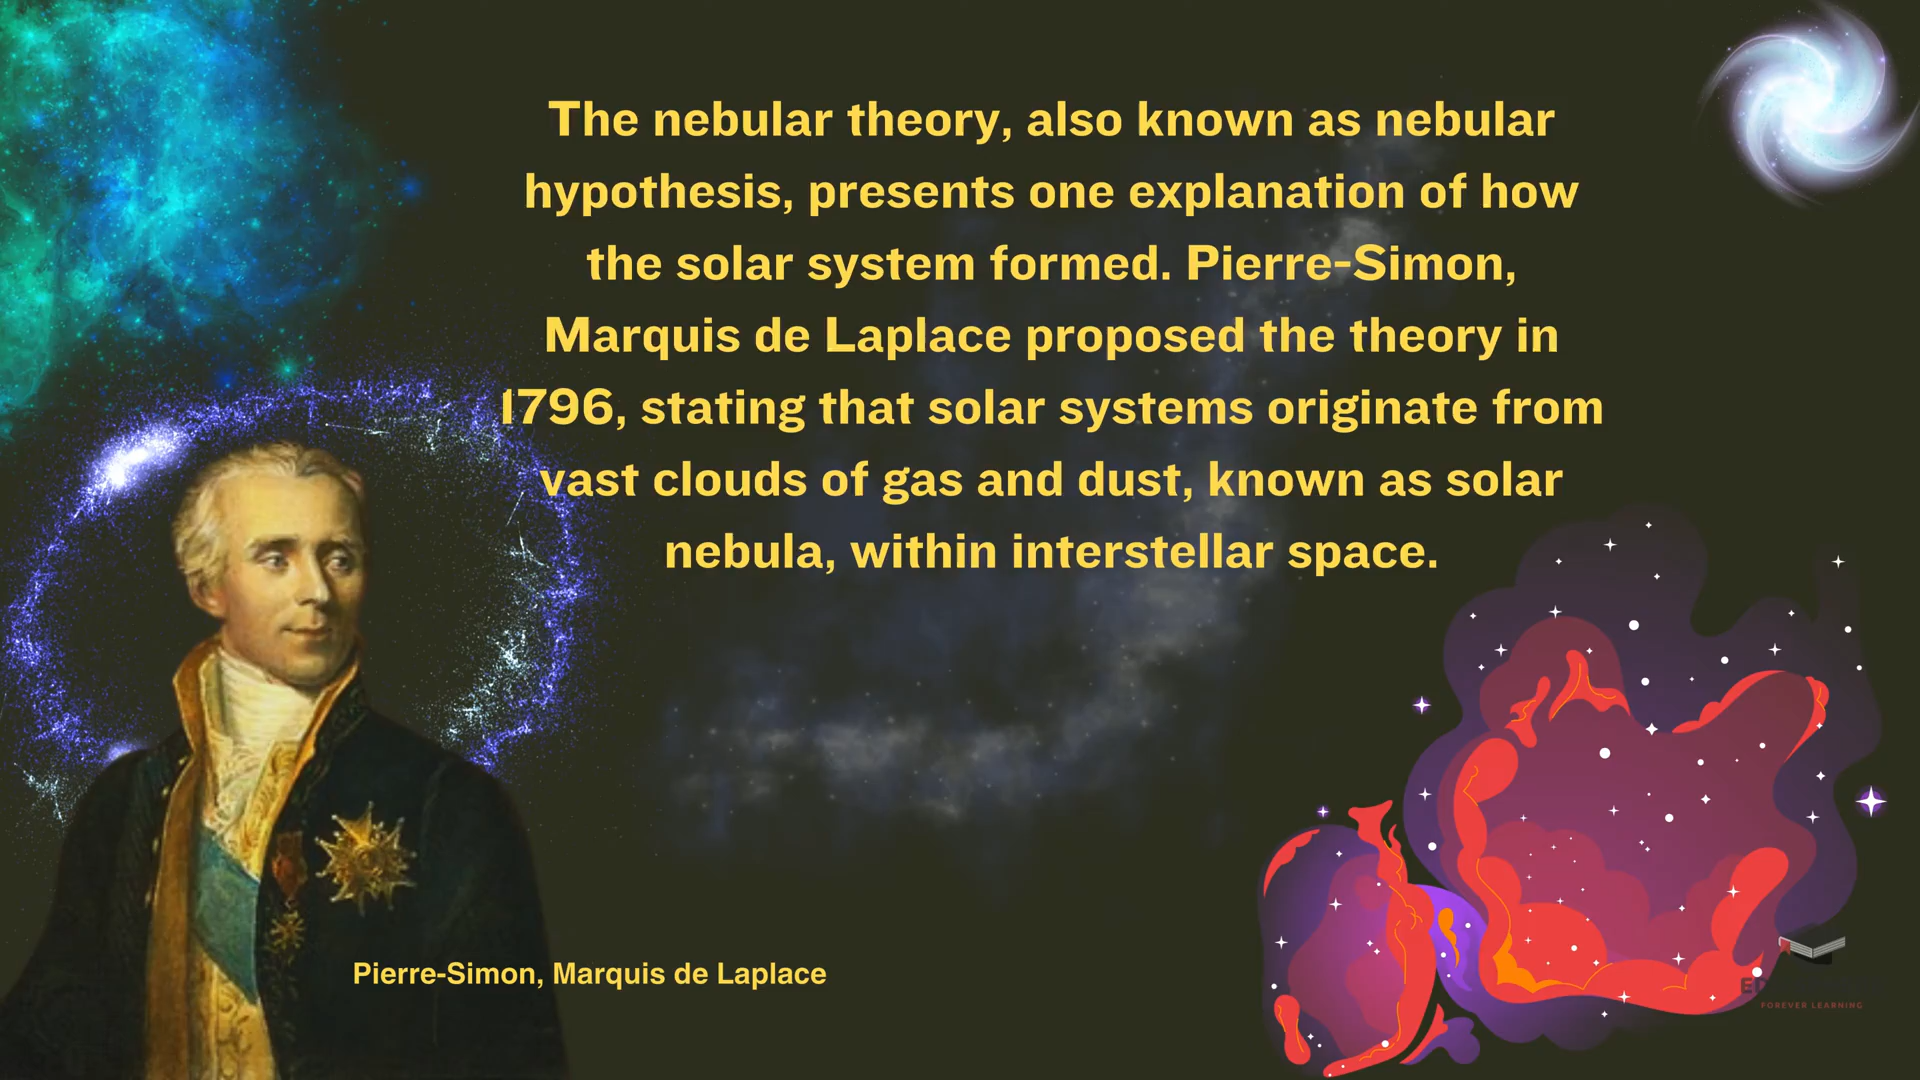 The nebular theory, also known as nebular
hypothesis, presents one explanation of how
the solar system formed. Pierre-Simon,
Marquis de Laplace proposed the theory in
1796, stating that solar systems originate from
vast clouds of gas and dust, known as solar
nebula, within interstellar space.
Pierre-Simon, Marquis de Laplace
FOREVER LEARNING